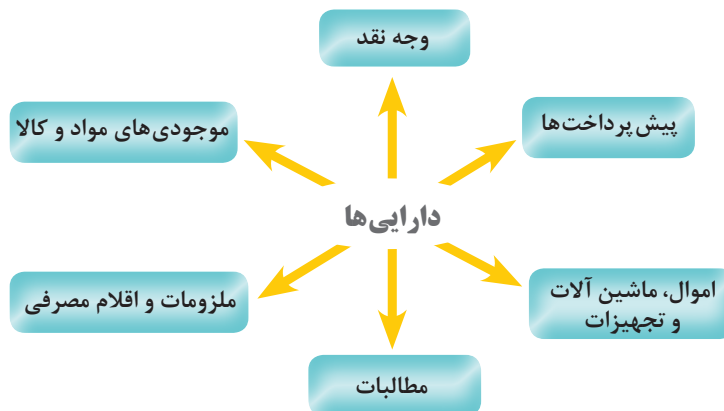 وجه نقد
پیش‌پرداخت‌ها
موجودی‌های مواد و کالا
دارایی‌ها
اموال، ماشین آلات
و تجهیزات
ملزومات و اقلام مصرفی
مطالبات